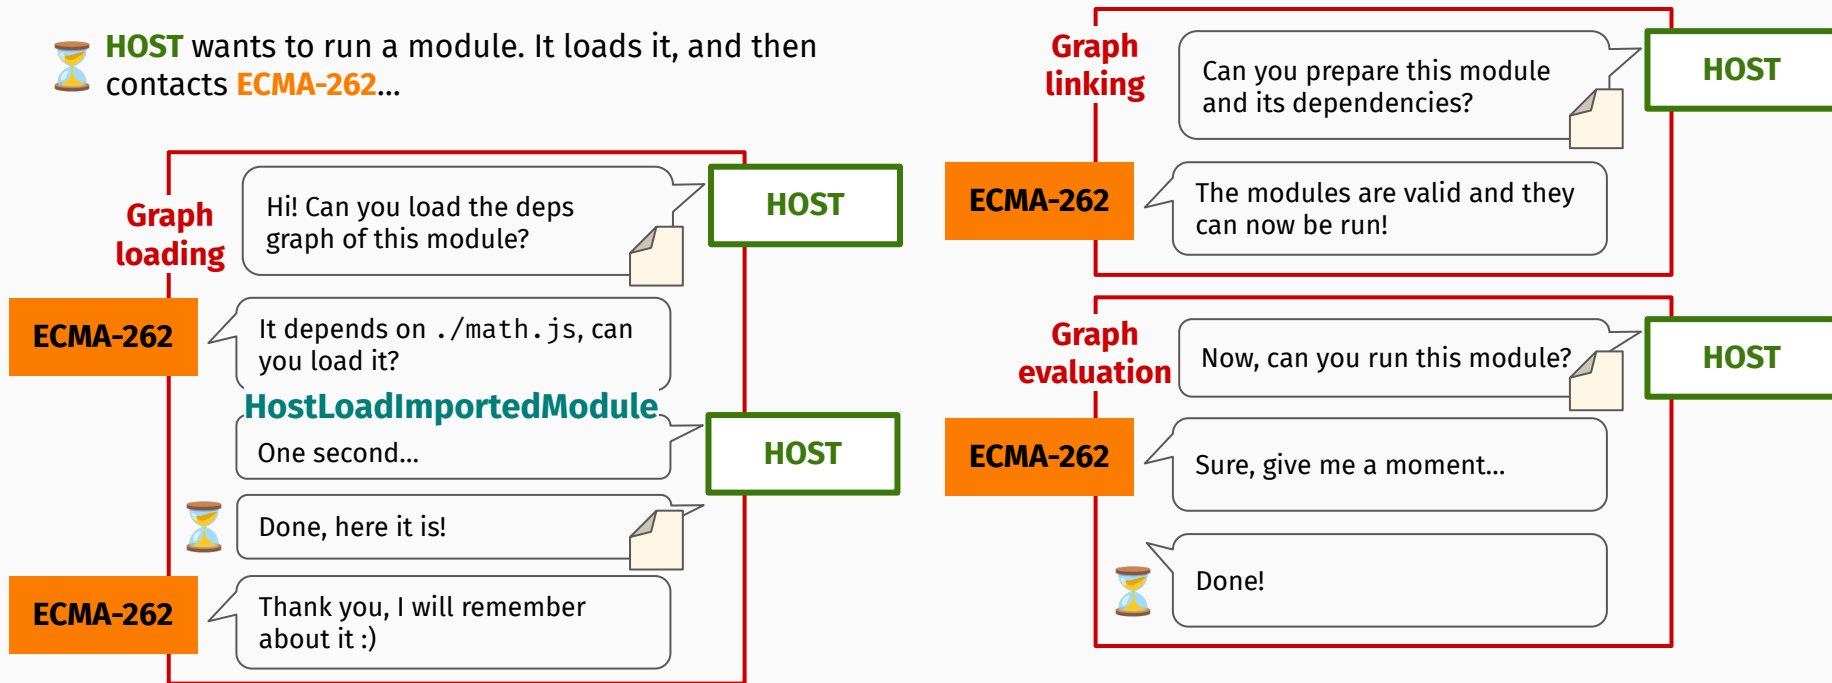 HOST wants to run a module. It loads it, and then
contacts ECMA-262...
Graph
loading
Hi! Can you load the deps
graph of this module?
HOST
ECMA-262
It depends on ./math.js, can
you load it?
HostLoadImportedModule
One second...
HOST
Done, here it is!
ECMA-262
Thank you, I will remember
about it :)
Graph
linking
Can you prepare this module
and its dependencies?
HOST
ECMA-262
The modules are valid and they
can now be run!
Graph
evaluation
Now, can you run this module?
HOST
ECMA-262
Sure, give me a moment...
Done!